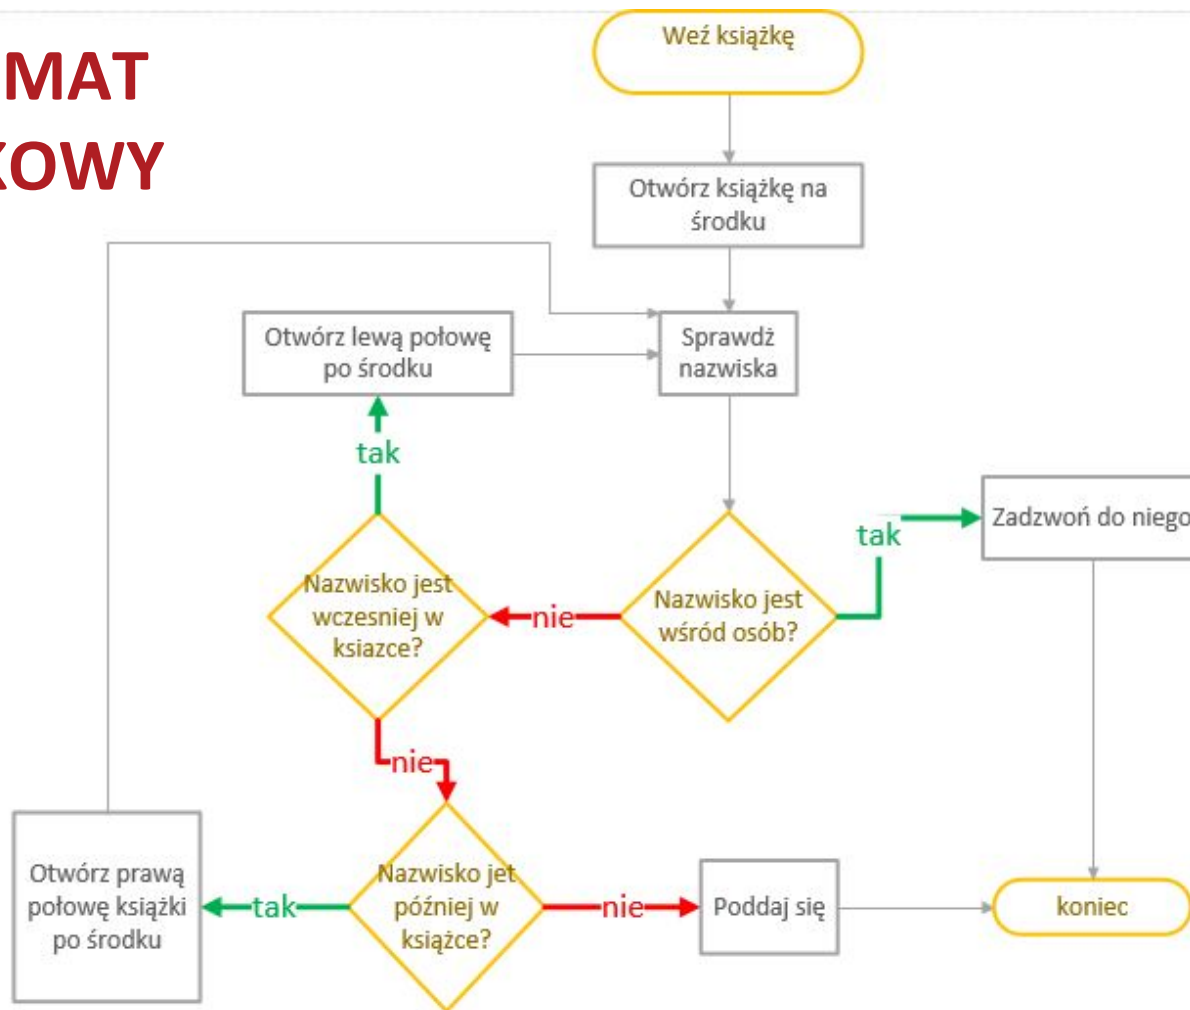 MAT
KOWY
Weź książkę
Otwórz książkę na
środku
Otwórz lewą połowę
po środku
Sprawdź
nazwiska
tak
Zadzwoń do niego
tak
Nazwisko jest
wczesniej w
ksiazce?
nie
Nazwisko jest
wśród osób?
nie
Otwórz prawą
połowę książki
po środku
tak
Nazwisko jet
później w
książce?
nie
Poddaj się
koniec